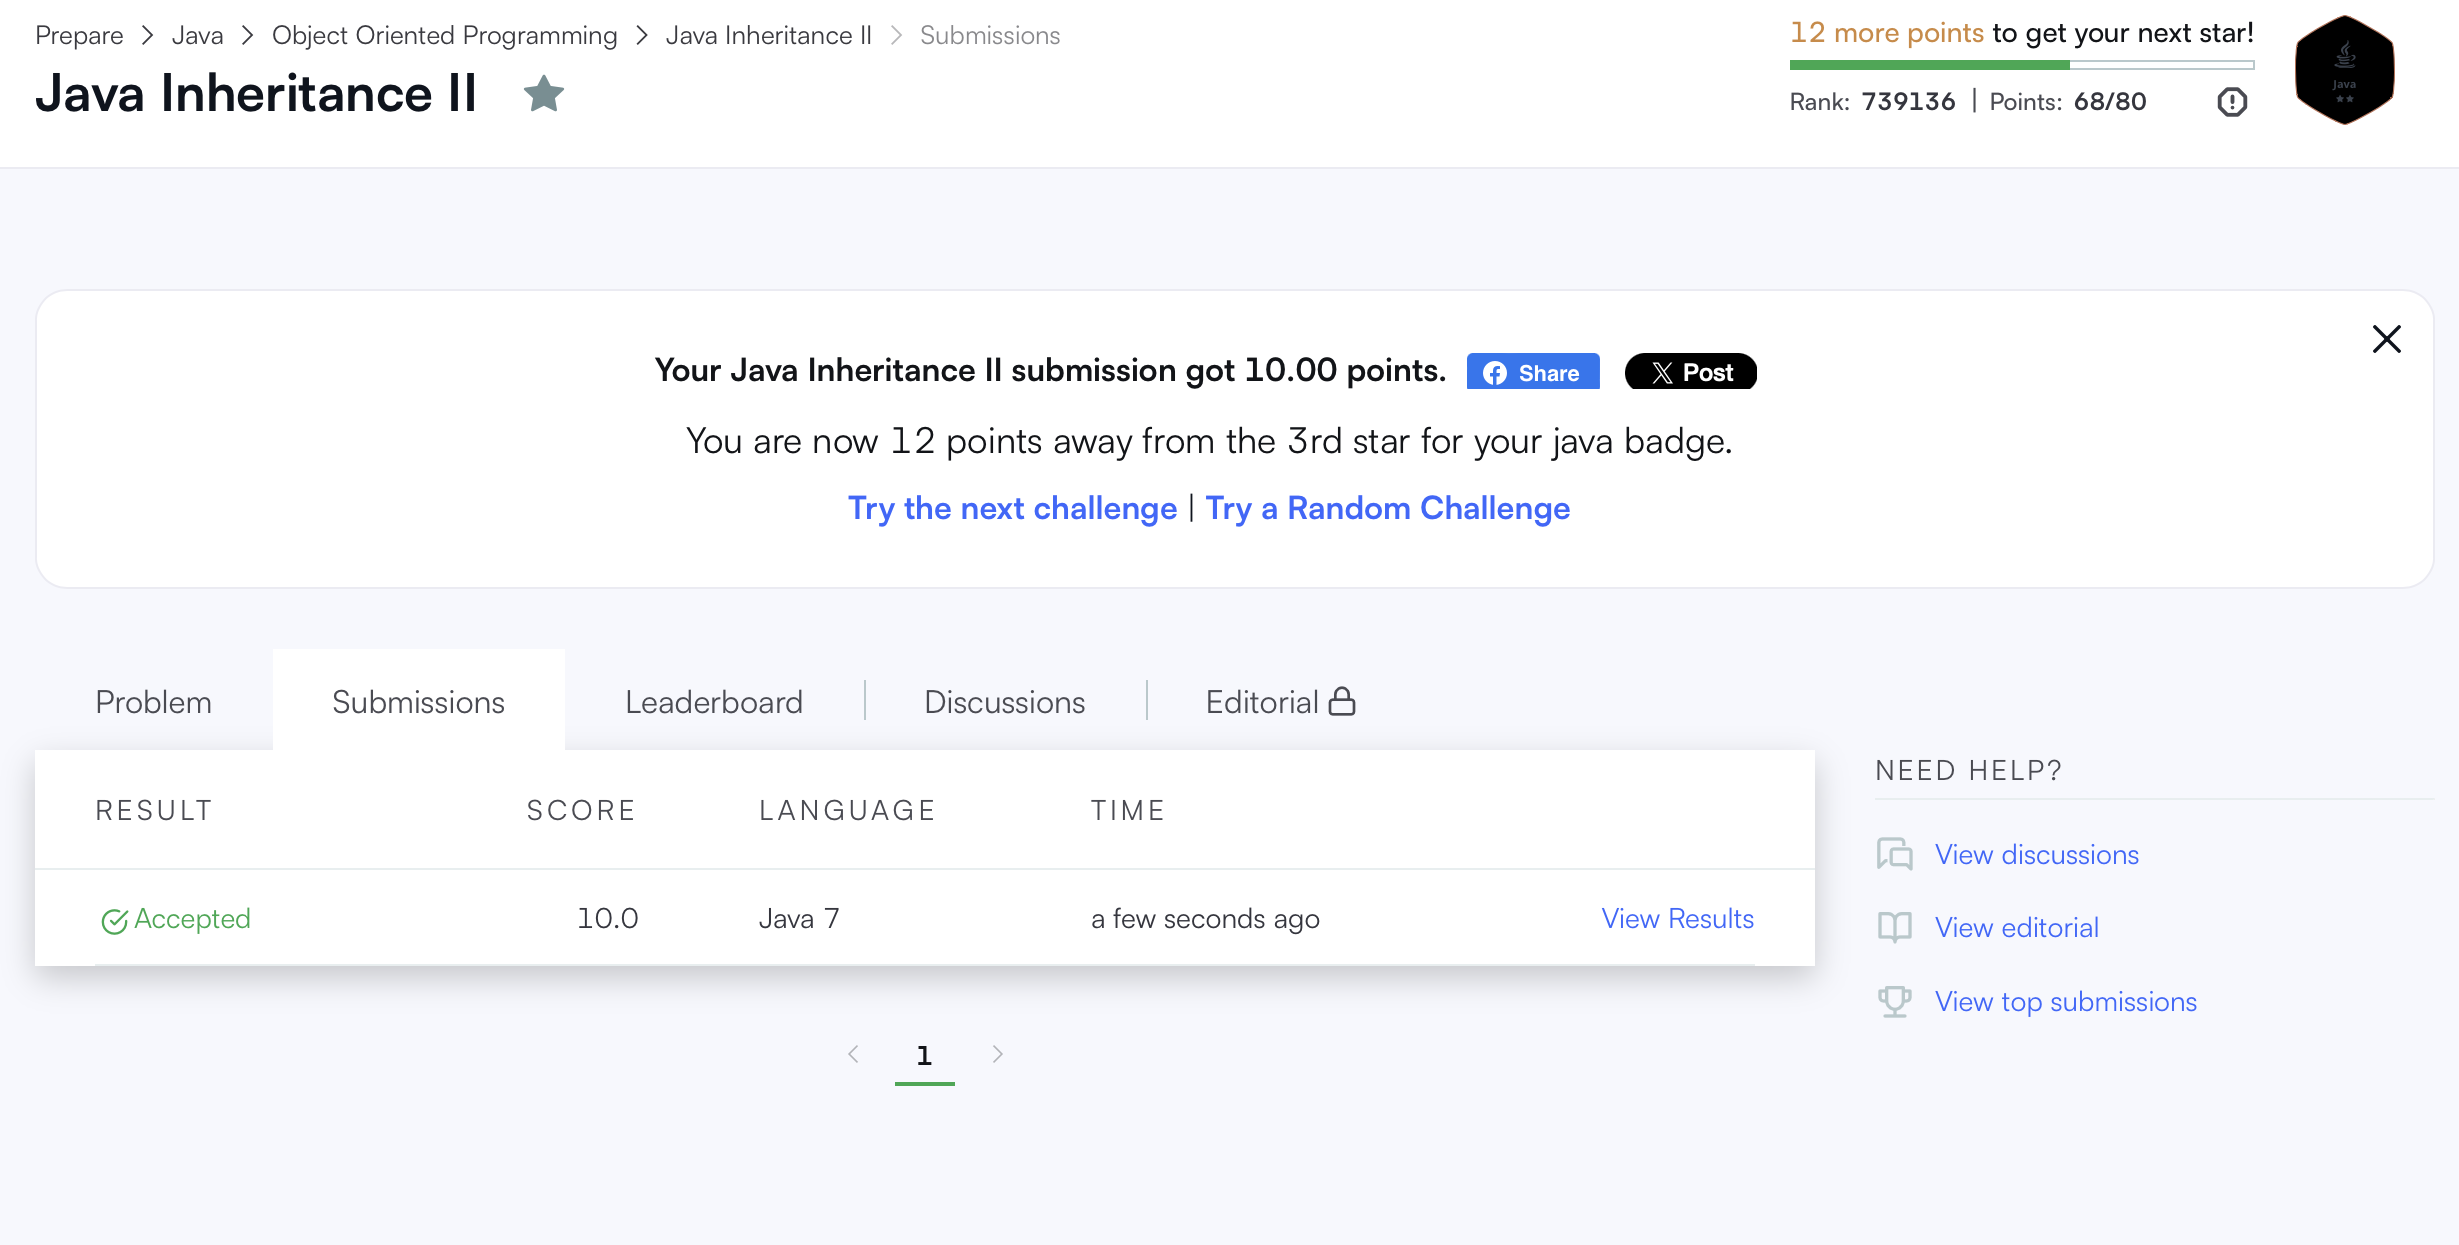 Prepare > Java > Object Oriented Programming > Java Inheritance II > Submissions
Java Inheritance II
12 more points to get your next star!
Rank: 739136 | Points: 68/80
Java
Your Java Inheritance II submission got 10.00 points.
Share
Post
You are now 12 points away from the 3rd star for your java badge.
Try the next challenge | Try a Random Challenge
Problem
Submissions
Leaderboard
Discussions
Editorial
RESULT SCORE LANGUAGE TIME
Accepted 10.0 Java 7 a few seconds ago View Results
1
NEED HELP?
View discussions
View editorial
View top submissions